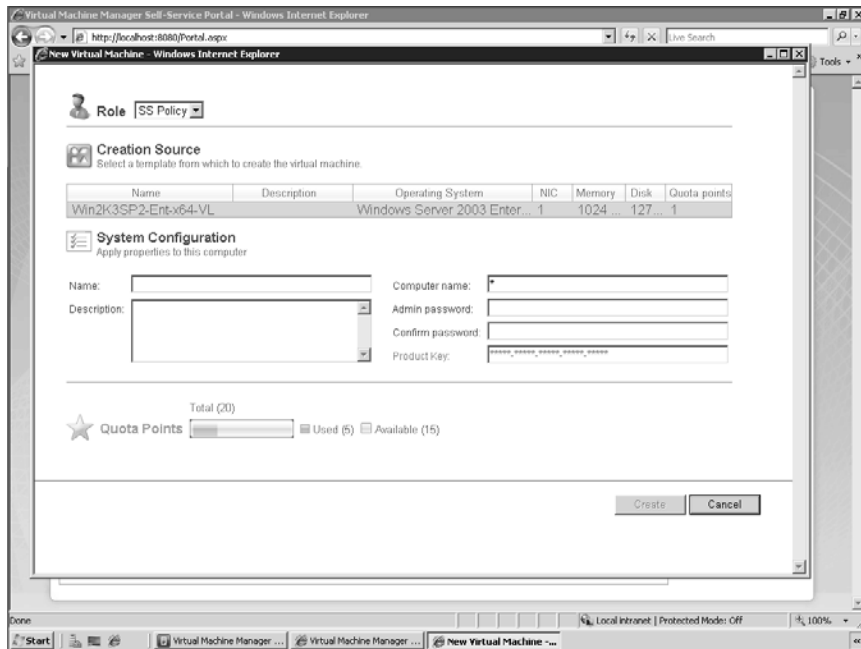 Virtual Machine Manager Self-Service Portal - Windows Internet Explorer
http://localhost:8080/Portal.aspx
Live Search
New Virtual Machine - Windows Internet Explorer
Tools
Role SS Policy
Creation Source
Select a template from which to create the virtual machine.
Name Description Operating System NIC Memory Disk Quota points
Win2K3SP2-Ent-x64-VL Windows Server 2003 Enter... 1 1024 ... 127... 1
System Configuration
Apply properties to this computer
Name: Computer name: *
Description: Admin password:
Confirm password:
Product Key: *****-*****-*****-*****-*****
Total (20)
Quota Points Used (5) Available (15)
Create Cancel
Done Local intranet | Protected Mode: Off 100%
Start Virtual Machine Manager ... Virtual Machine Manager ... New Virtual Machine -... «